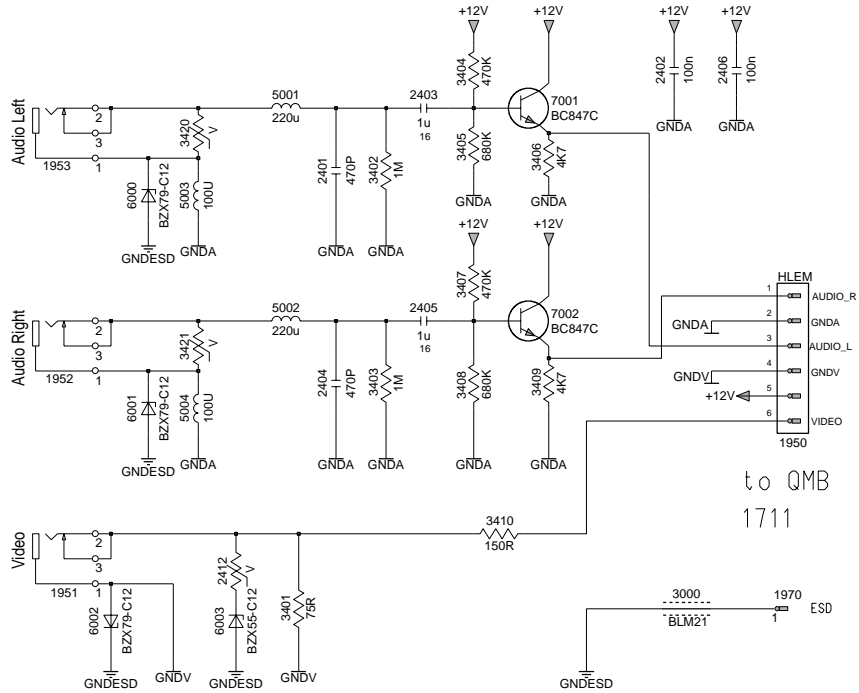 +12V
+12V
+12V
+12V
3404
470K
2402
100n
2406
100n
Audio Left
5001
220u
2403
1u
16
7001
BC847C
GNDA
GNDA
2
3
1
1953
3420
V
2401
470P
3402
1M
3405
680K
3406
4K7
6000
BZX79-C12
5003
100U
GNDESD
GNDA
GNDA
GNDA
GNDA
GNDA
+12V
+12V
3407
470K
HLEM
Audio Right
5002
220u
2405
1u
16
7002
BC847C
1
AUDIO_R
GNDA
2
GNDA
3
AUDIO_L
GNDV
4
GNDV
+12V
5
6
VIDEO
1950
2
3
1
1952
3421
V
2404
470P
3403
1M
3408
680K
3409
4K7
6001
BZX79-C12
5004
100U
GNDESD
GNDA
GNDA
GNDA
GNDA
GNDA
to QMB
1711
Video
2
3
1
1951
3410
150R
2412
V
3401
75R
6002
BZX79-C12
6003
BZX55-C12
GNDESD
GNDV
GNDESD
GNDV
3000
BLM21
1970
1
ESD
GNDESD